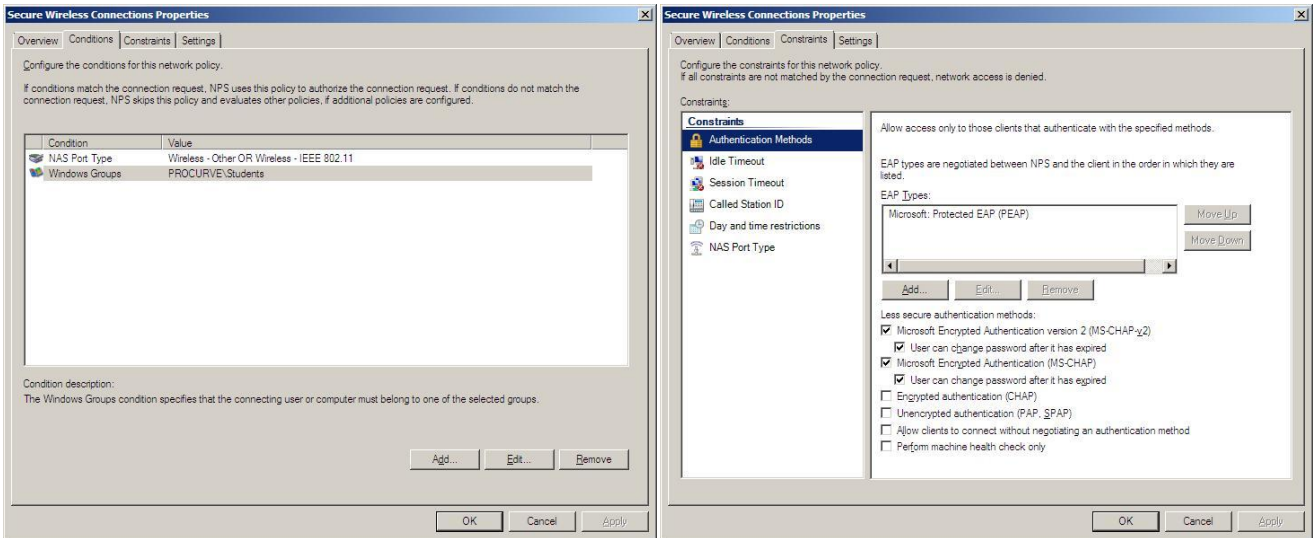 Secure Wireless Connections Properties
Overview Conditions Constraints Settings
Configure the conditions for this network policy.
If conditions match the connection request, NPS uses this policy to authorize the connection request. If conditions do not match the
connection request, NPS skips this policy and evaluates other policies, if additional policies are configured.
Condition Value
NAS Port Type Wireless - Other OR Wireless - IEEE 802.11
Windows Groups PROCURVE\Students
Condition description:
The Windows Groups condition specifies that the connecting user or computer must belong to one of the selected groups.
Add... Edit... Remove
OK Cancel Apply
Secure Wireless Connections Properties
Overview Conditions Constraints Settings
Configure the constraints for this network policy.
If all constraints are not matched by the connection request, network access is denied.
Constraints:
Constraints
Authentication Methods
Idle Timeout
Session Timeout
Called Station ID
Day and time restrictions
NAS Port Type
Allow access only to those clients that authenticate with the specified methods.
EAP types are negotiated between NPS and the client in the order in which they are
listed.
EAP Types:
Microsoft: Protected EAP (PEAP)
Move Up
Move Down
Add... Edit... Remove
Less secure authentication methods:
Microsoft Encrypted Authentication version 2 (MS-CHAP-v2)
User can change password after it has expired
Microsoft Encrypted Authentication (MS-CHAP)
User can change password after it has expired
Encrypted authentication (CHAP)
Unencrypted authentication (PAP, SPAP)
Allow clients to connect without negotiating an authentication method
Perform machine health check only
OK Cancel Apply